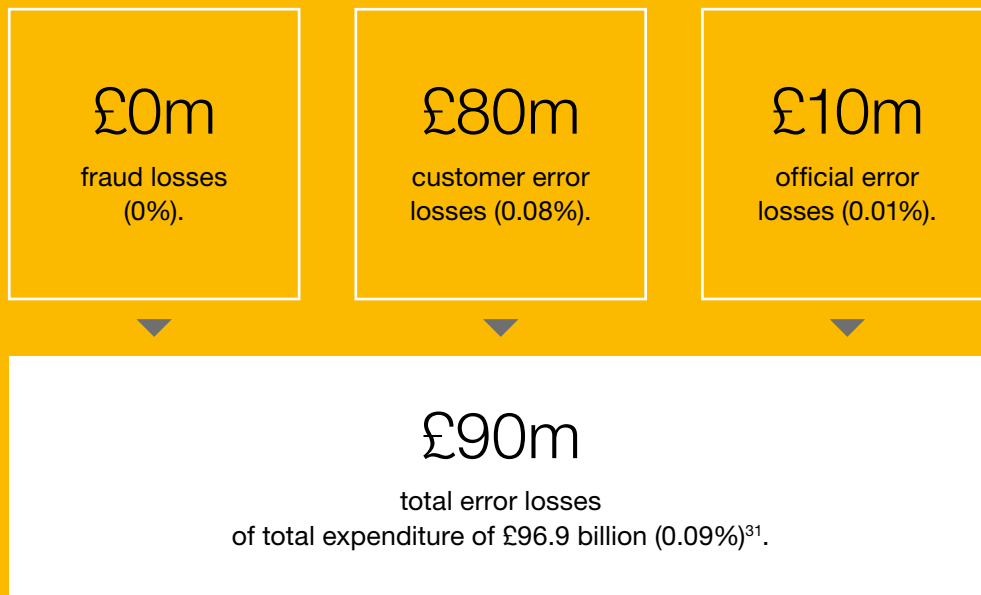 £0m
fraud losses
(0%).
£80m
customer error
losses (0.08%).
£10m
official error
losses (0.01%).
£90m
total error losses
of total expenditure of £96.9 billion (0.09%)³¹.